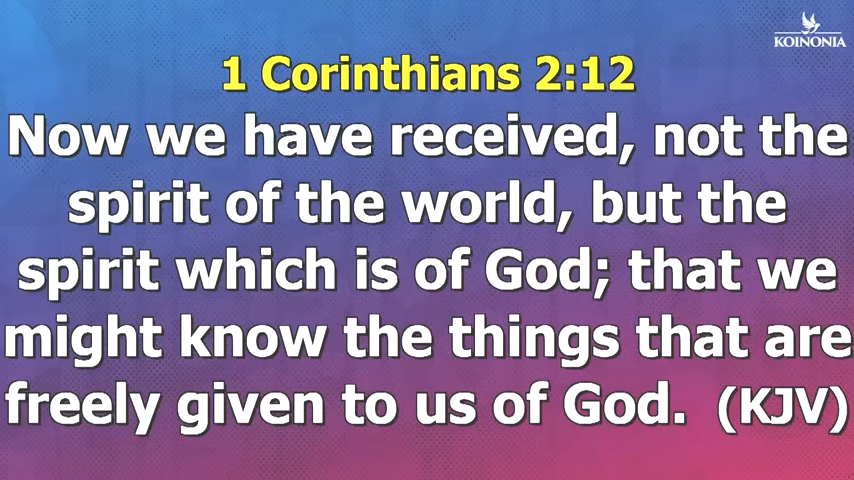 KOINONIA
1 Corinthians 2:12
Now we have received, not the
spirit of the world, but the
spirit which is of God; that we
might know the things that are
freely given to us of God. (KJV)